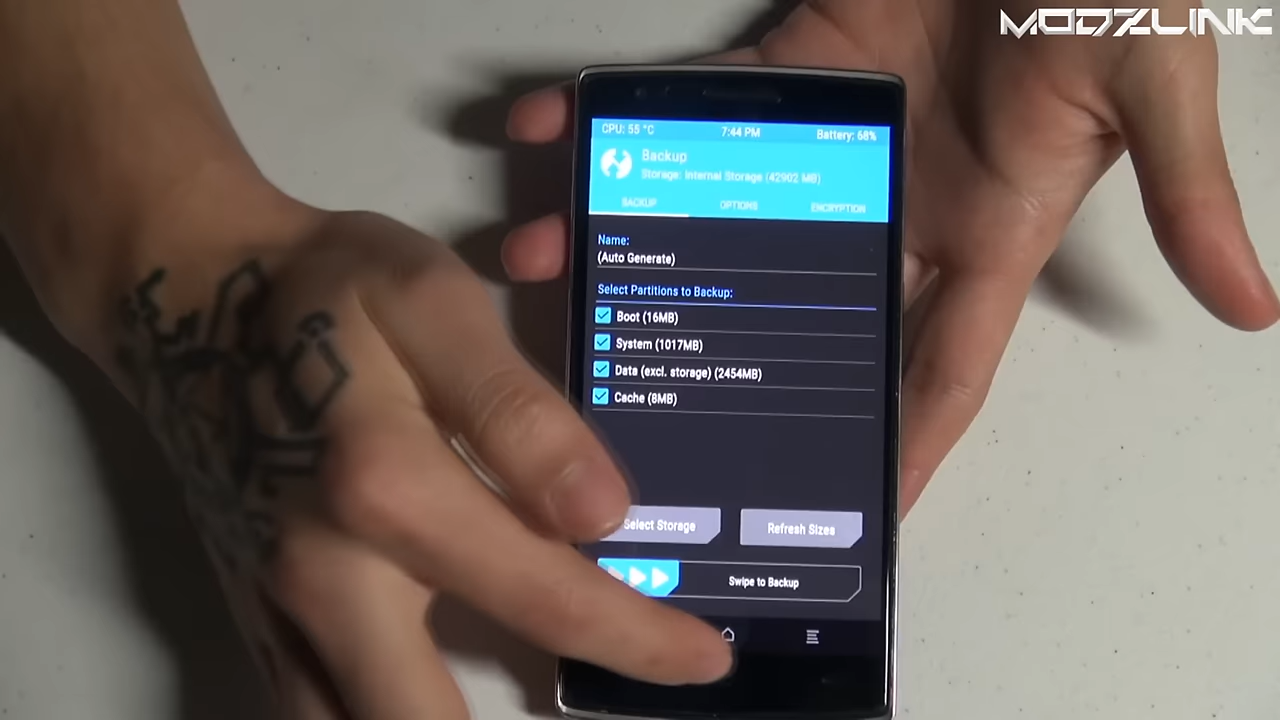 MODZLINK
CPU: 55 °C 7:44 PM Battery: 68%
Backup
Storage: Internal Storage (42902 MB)
BACKUP OPTIONS ENCRYPTION
Name:
(Auto Generate)
Select Partitions to Backup:
Boot (16MB)
System (1017MB)
Data (excl. storage) (2454MB)
Cache (8MB)
Select Storage Refresh Sizes
Swipe to Backup